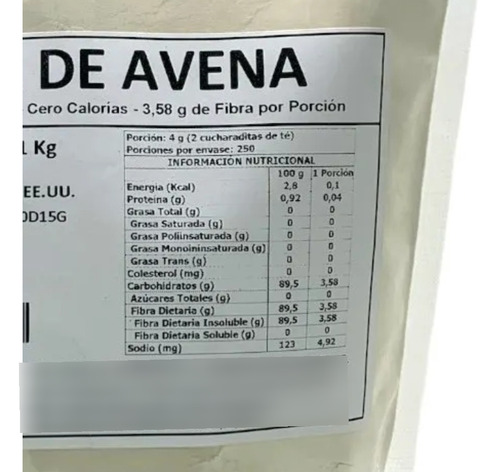 DE AVENA
Cero Calorías - 3,58 g de Fibra por Porción
1 Kg
EE.UU.
0D15G
Porción: 4 g (2 cucharaditas de té)
Porciones por envase: 250
INFORMACIÓN NUTRICIONAL
100 g 1 Porción
Energía (Kcal) 2,8 0,1
Proteína (g) 0,92 0,04
Grasa Total (g) 0 0
Grasa Saturada (g) 0 0
Grasa Poliinsaturada (g) 0 0
Grasa Monoinsaturada (g) 0 0
Grasa Trans (g) 0 0
Colesterol (mg) 0 0
Carbohidratos (g) 89,5 3,58
Azúcares Totales (g) 0 0
Fibra Dietaria (g) 89,5 3,58
Fibra Dietaria Insoluble (g) 89,5 3,58
Fibra Dietaria Soluble (g) 0 0
Sodio (mg) 123 4,92